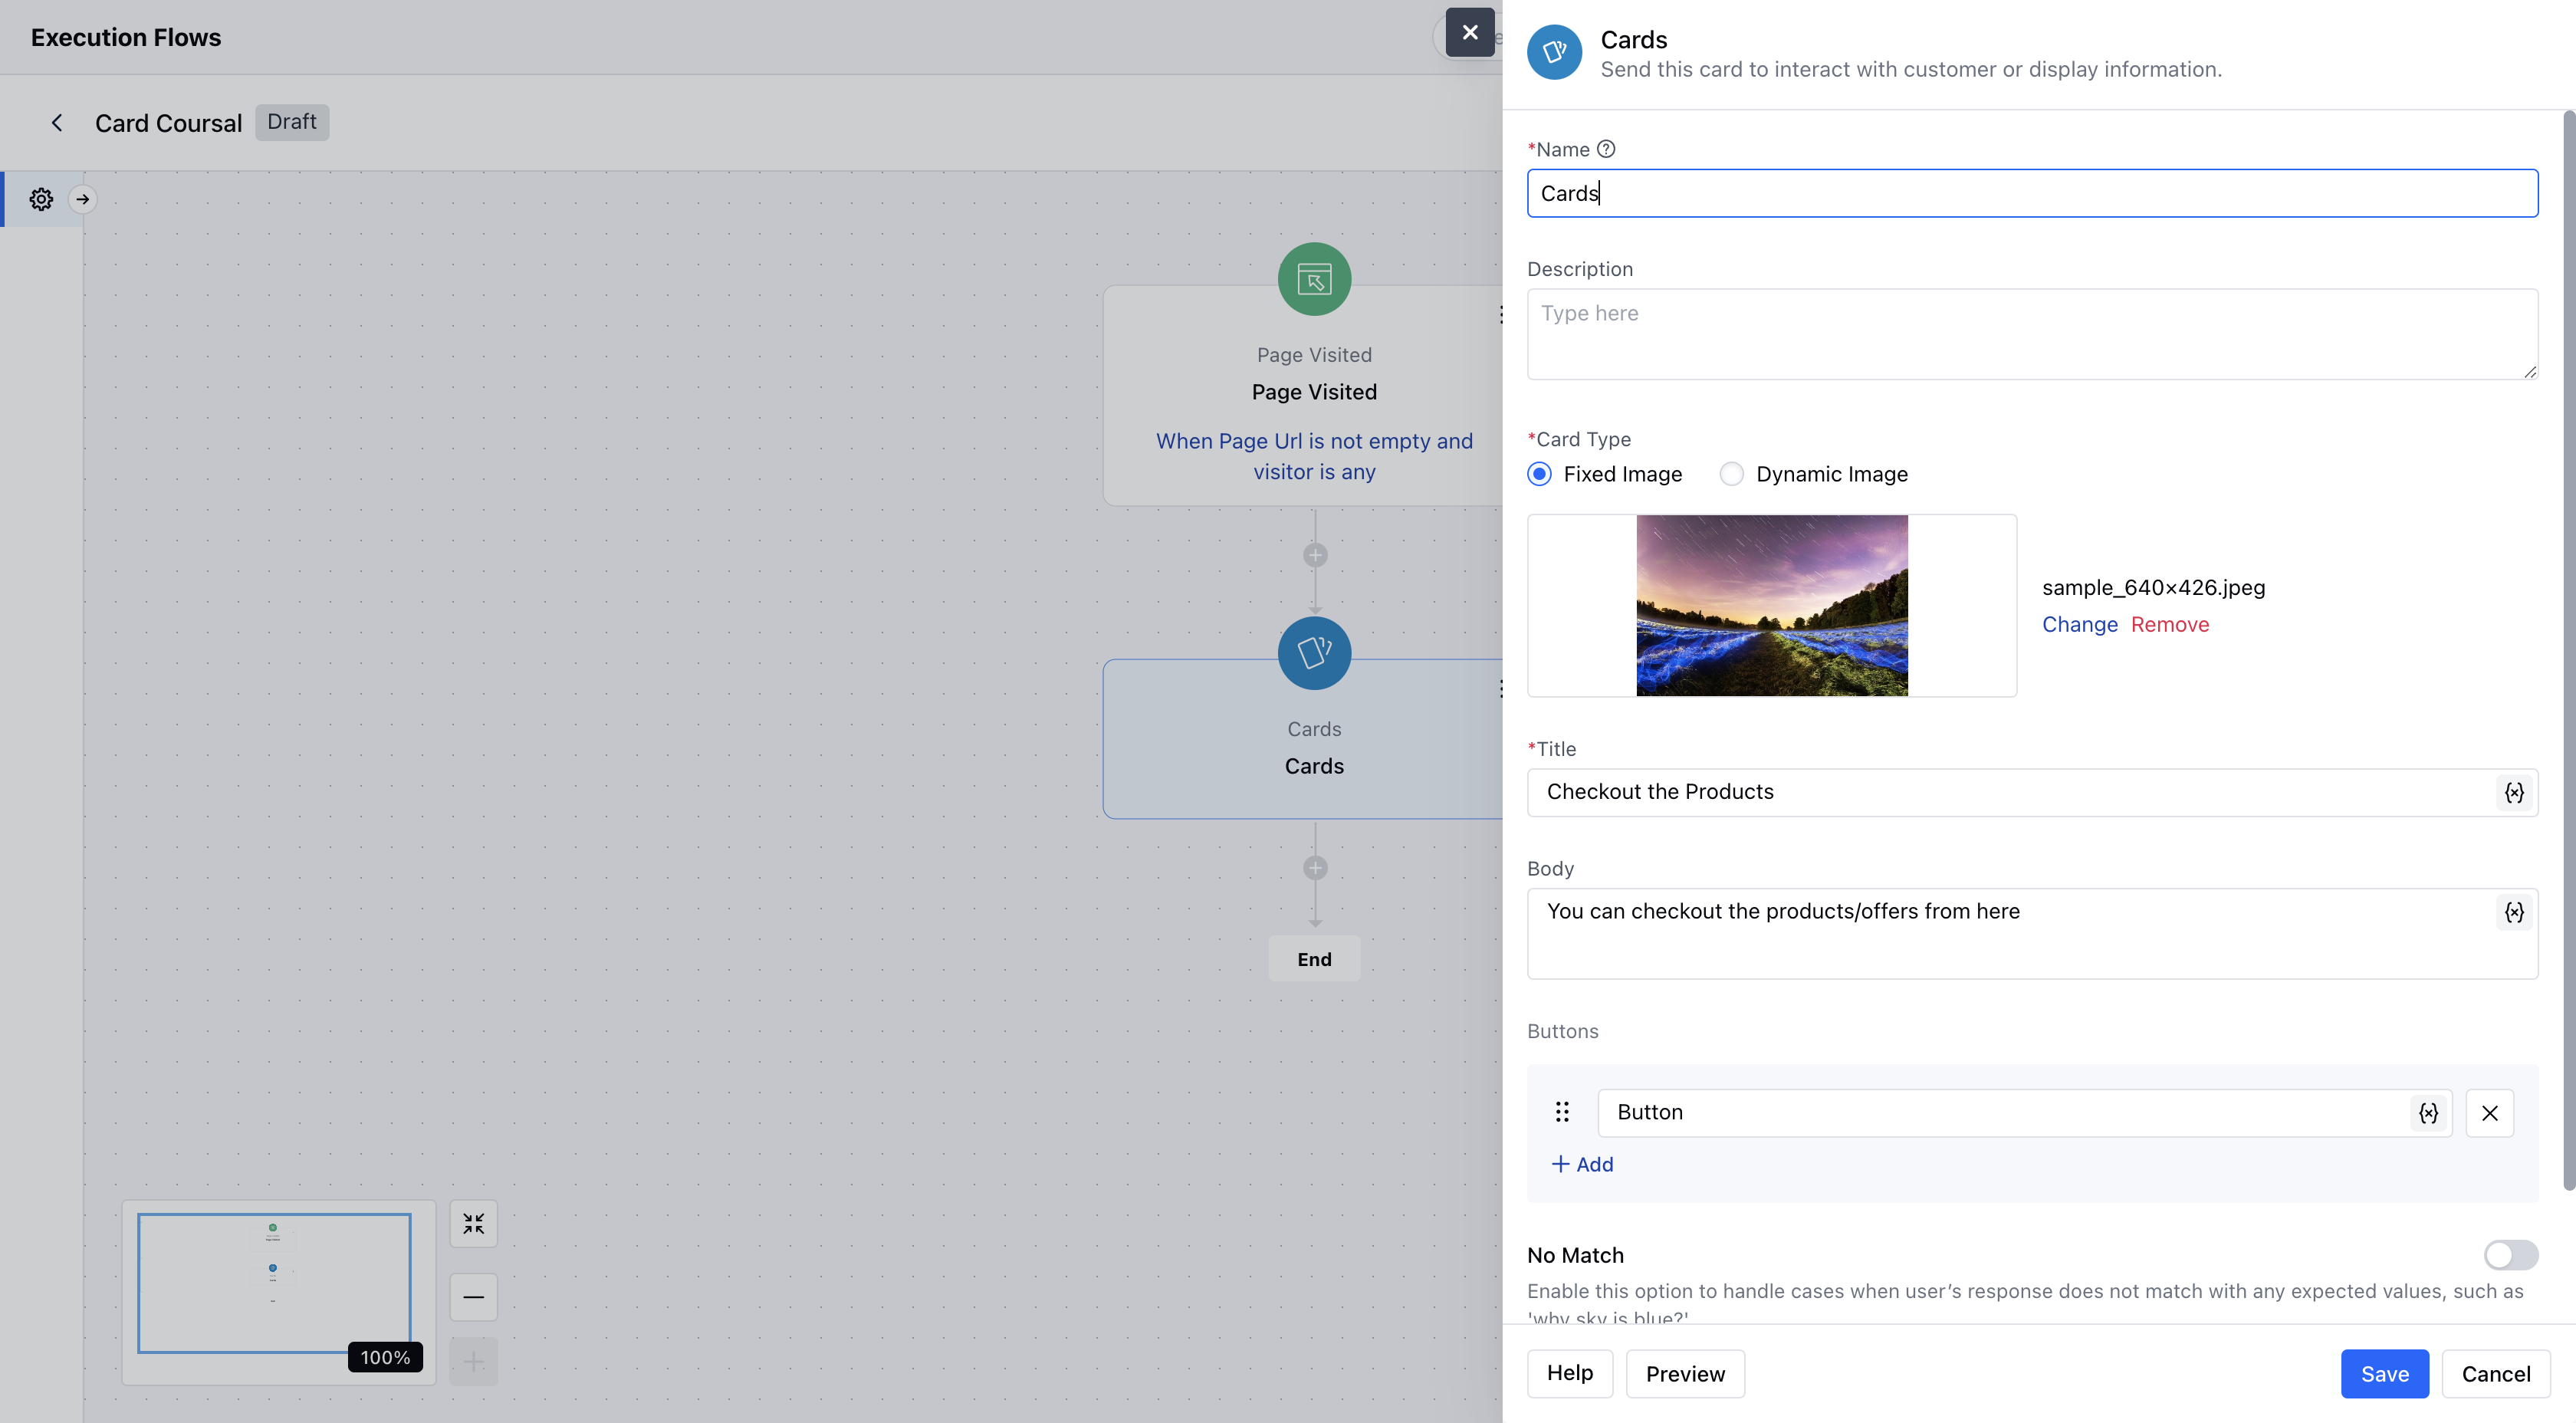 Execution Flows
Card Coursal
Draft
Page Visited
Page Visited
When Page Url is not empty and
visitor is any
Cards
Cards
End
100%
Cards
Send this card to interact with customer or display information.
*Name
Cards
Description
Type here
*Card Type
Fixed Image
Dynamic Image
sample_640×426.jpeg
Change Remove
*Title
Checkout the Products
{×}
Body
You can checkout the products/offers from here
{×}
Buttons
Button
{×}
+ Add
No Match
Enable this option to handle cases when user’s response does not match with any expected values, such as
'why sky is blue?'
Help
Preview
Save
Cancel